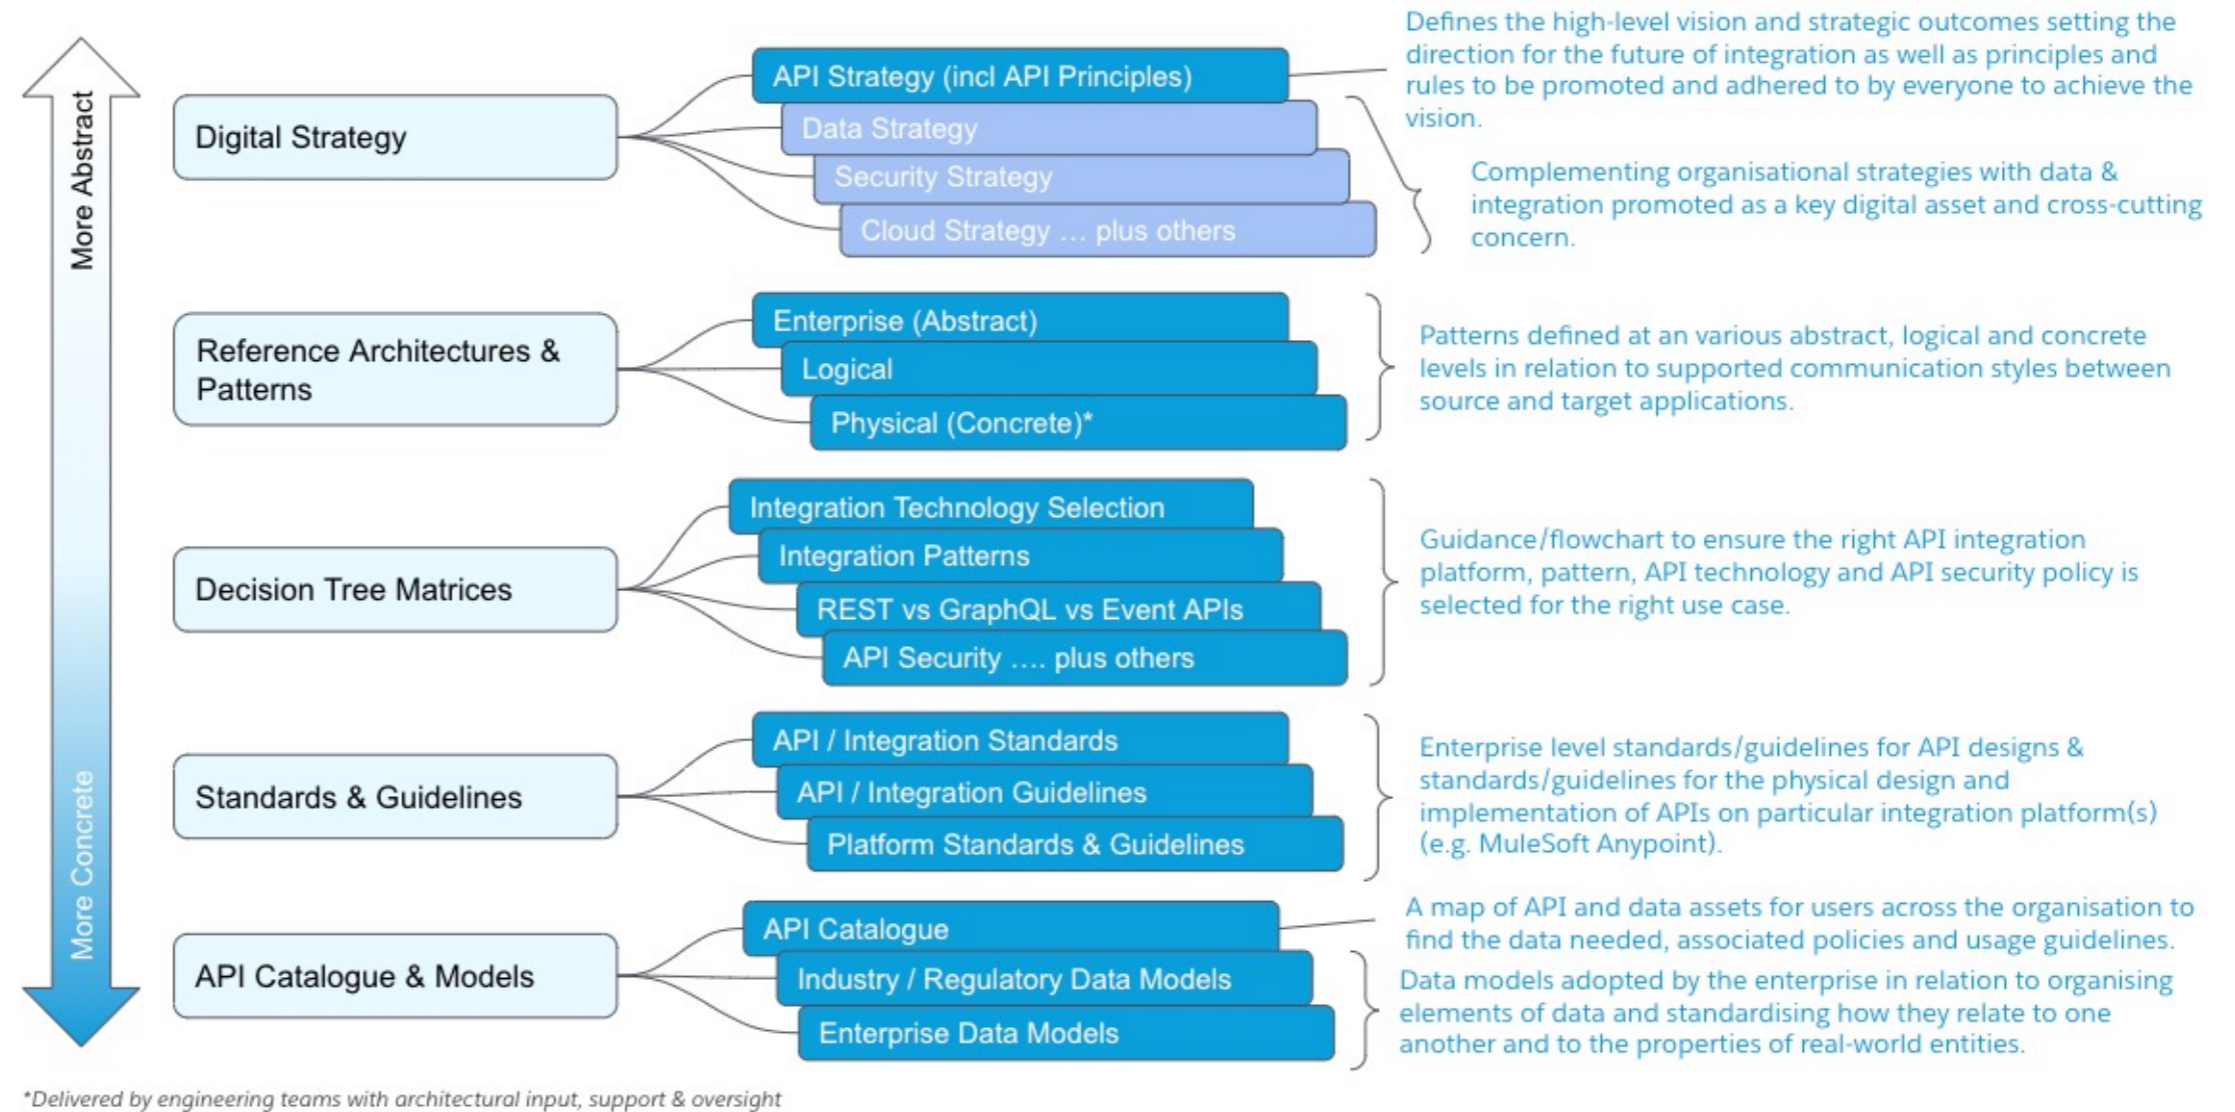 More Abstract
More Concrete
Digital Strategy
API Strategy (incl API Principles)
Data Strategy
Security Strategy
Cloud Strategy ... plus others
Defines the high-level vision and strategic outcomes setting the
direction for the future of integration as well as principles and
rules to be promoted and adhered to by everyone to achieve the
vision.
Complementing organisational strategies with data &
integration promoted as a key digital asset and cross-cutting
concern.
Reference Architectures &
Patterns
Enterprise (Abstract)
Logical
Physical (Concrete)*
Patterns defined at an various abstract, logical and concrete
levels in relation to supported communication styles between
source and target applications.
Decision Tree Matrices
Integration Technology Selection
Integration Patterns
REST vs GraphQL vs Event APIs
API Security .... plus others
Guidance/flowchart to ensure the right API integration
platform, pattern, API technology and API security policy is
selected for the right use case.
Standards & Guidelines
API / Integration Standards
API / Integration Guidelines
Platform Standards & Guidelines
Enterprise level standards/guidelines for API designs &
standards/guidelines for the physical design and
implementation of APIs on particular integration platform(s)
(e.g. MuleSoft Anypoint).
API Catalogue & Models
API Catalogue
Industry / Regulatory Data Models
Enterprise Data Models
A map of API and data assets for users across the organisation to
find the data needed, associated policies and usage guidelines.
Data models adopted by the enterprise in relation to organising
elements of data and standardising how they relate to one
another and to the properties of real-world entities.
*Delivered by engineering teams with architectural input, support & oversight